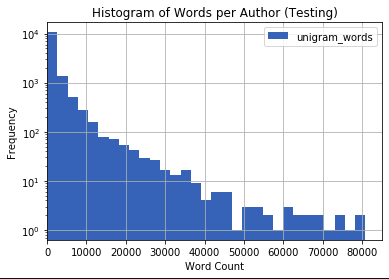 Histogram of Words per Author (Testing)
unigram_words
Frequency
10⁴
10³
10²
10¹
10⁰
0 10000 20000 30000 40000 50000 60000 70000 80000
Word Count